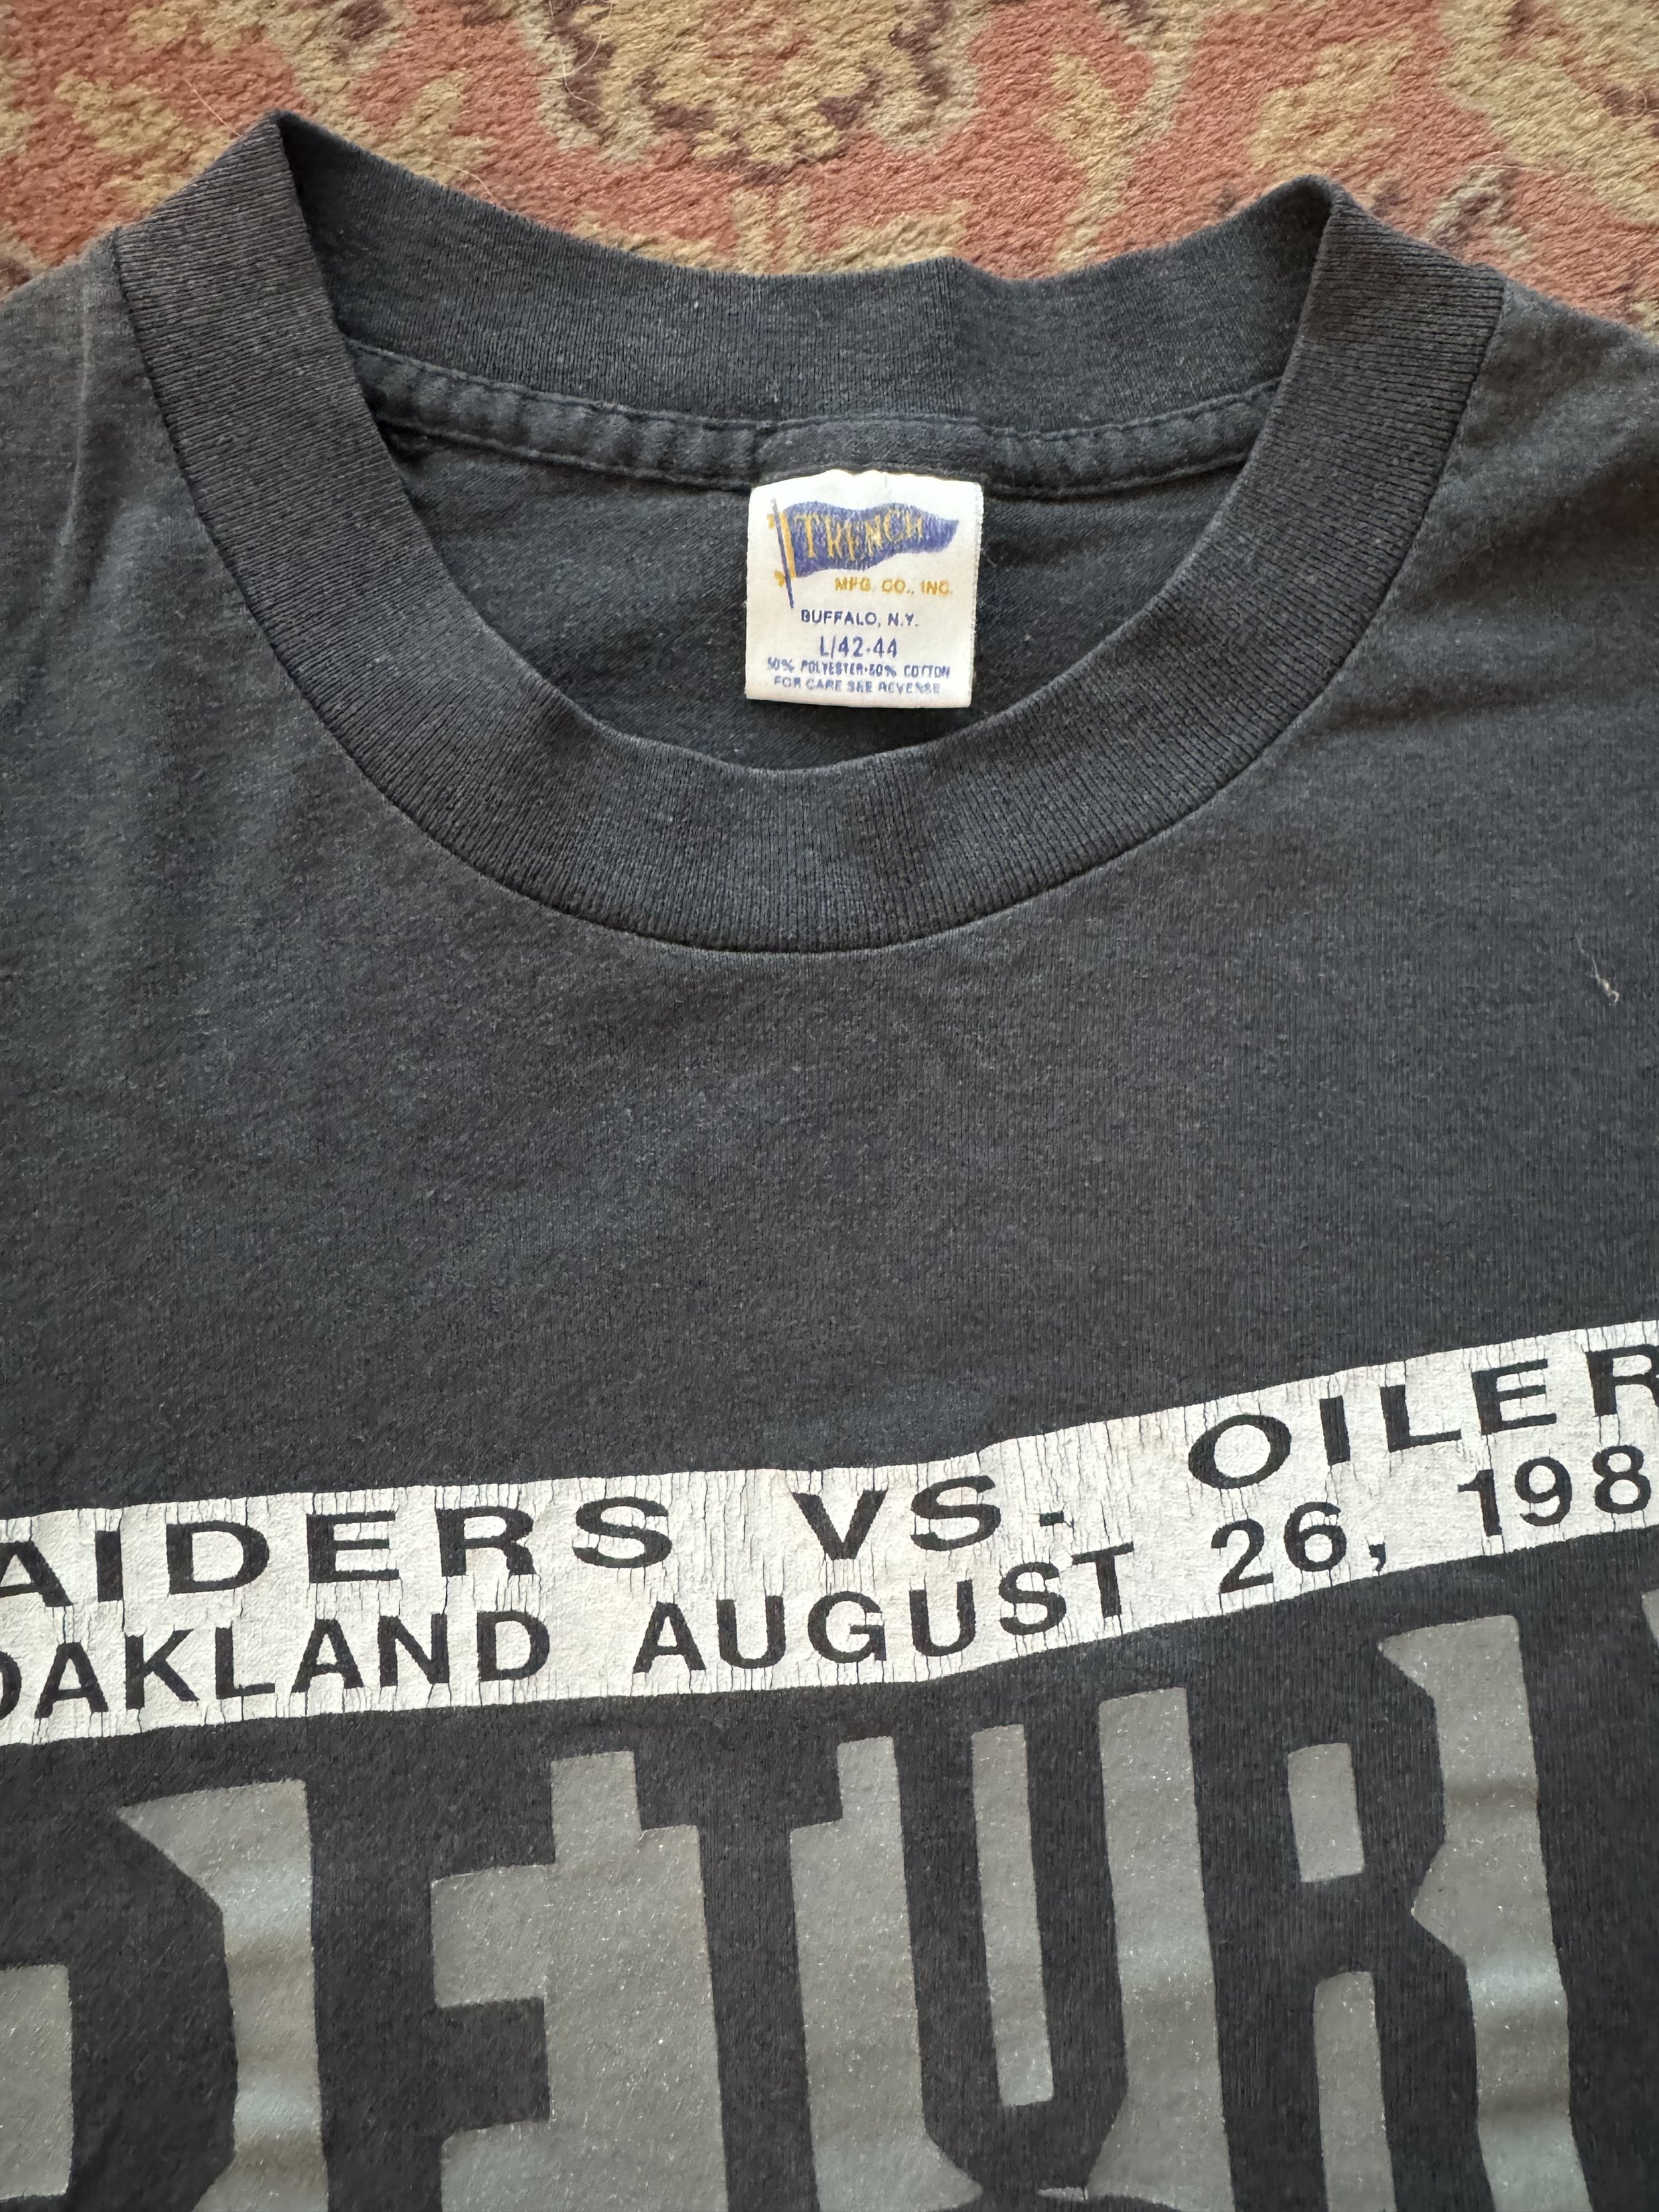 TRENCH
MFG. CO., INC.
BUFFALO, N.Y.
L/42-44
50% POLYESTER·50% COTTON
FOR CARE SEE REVERSE
AIDERS VS. OILER
OAKLAND AUGUST 26, 198
ETUR